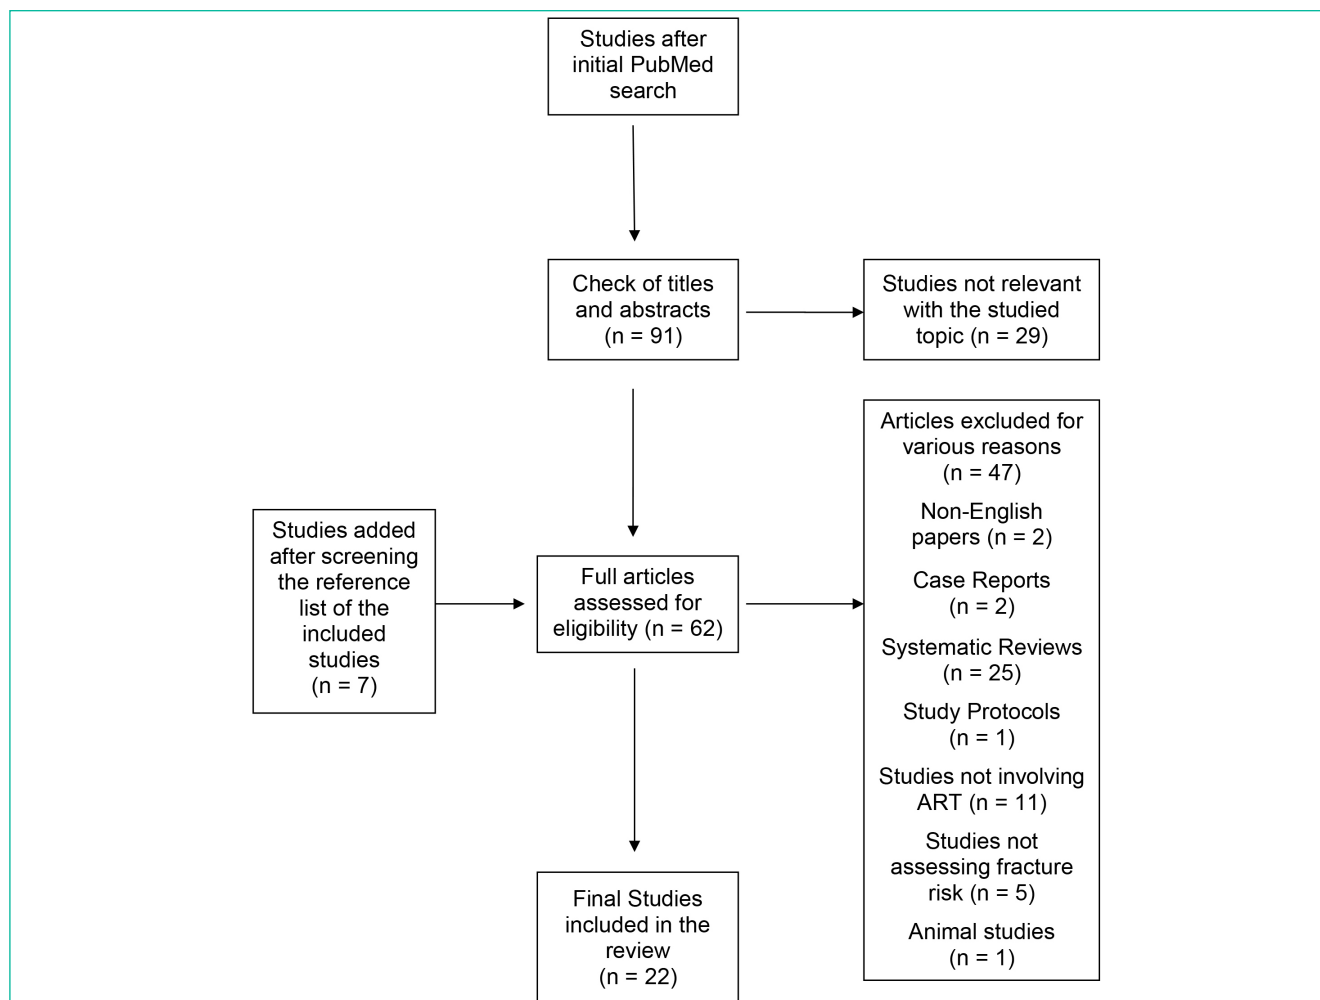 Studies after
initial PubMed
search
Check of titles
and abstracts
(n = 91)
Studies not relevant
with the studied
topic (n = 29)
Studies added
after screening
the reference
list of the
included
studies
(n = 7)
Full articles
assessed for
eligibility (n = 62)
Articles excluded for
various reasons
(n = 47)
Non-English
papers (n = 2)
Case Reports
(n = 2)
Systematic Reviews
(n = 25)
Study Protocols
(n = 1)
Studies not involving
ART (n = 11)
Studies not
assessing fracture
risk (n = 5)
Animal studies
(n = 1)
Final Studies
included in the
review
(n = 22)